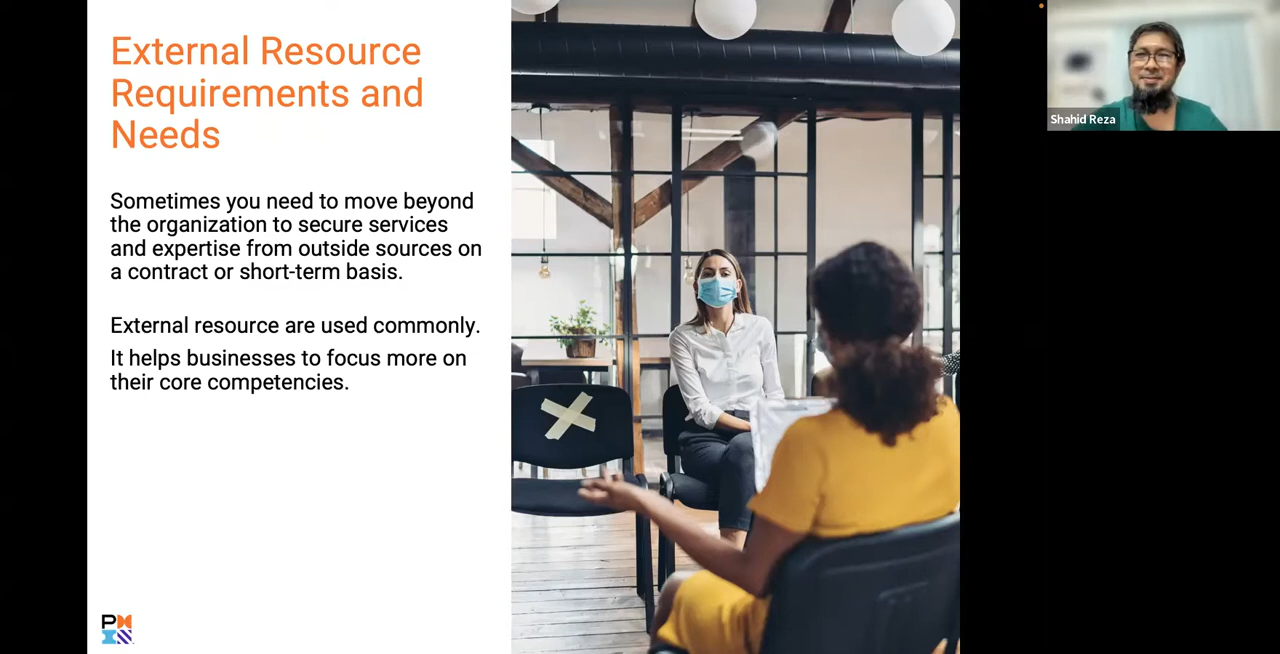 External Resource
Requirements and
Needs
Sometimes you need to move beyond
the organization to secure services
and expertise from outside sources on
a contract or short-term basis.
External resource are used commonly.
It helps businesses to focus more on
their core competencies.
Shahid Reza